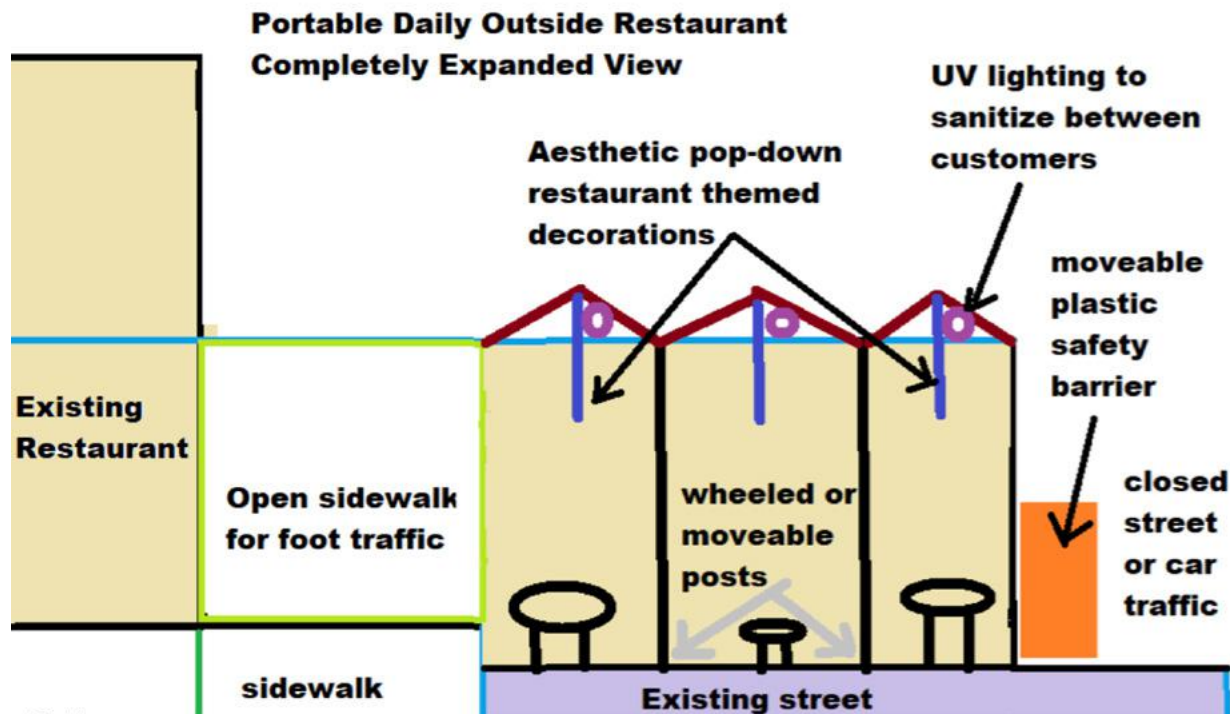 Portable Daily Outside Restaurant
Completely Expanded View
UV lighting to
sanitize between
customers
Aesthetic pop-down
restaurant themed
decorations
moveable
plastic
safety
barrier
Existing
Restaurant
Open sidewalk
for foot traffic
wheeled or
moveable
posts
closed
street
or car
traffic
sidewalk
Existing street